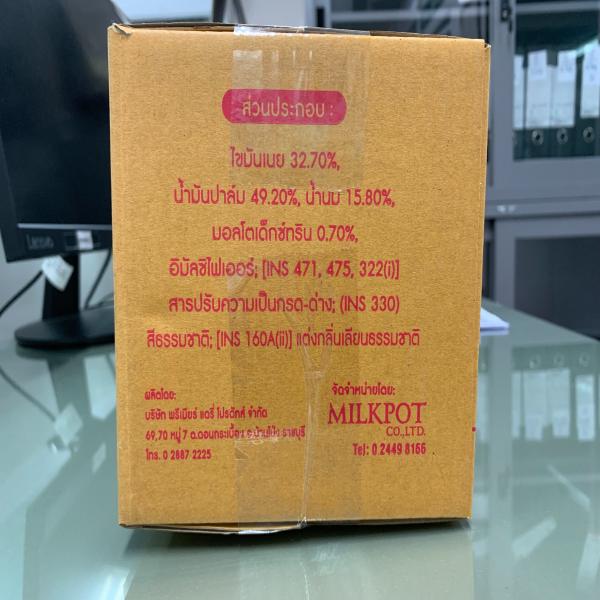 ส่วนประกอบ :
ไขมันเนย 32.70%,
น้ำมันปาล์ม 49.20%, น้ำนม 15.80%,
มอลโตเด็กซ์ทริน 0.70%,
อิมัลซิไฟเออร์; [INS 471, 475, 322(i)]
สารปรับความเป็นกรด-ด่าง; (INS 330)
สีธรรมชาติ; [INS 160A(ii)] แต่งกลิ่นเลียนธรรมชาติ
ผลิตโดย:
บริษัท พรีเมียร์ แดรี่ โปรดักส์ จำกัด
69,70 หมู่ 7 ต.ดอนกระเบื้อง อ.บ้านโป่ง ราชบุรี
โทร. 0 2887 2225
จัดจำหน่ายโดย:
MILKPOT
CO.,LTD.
Tel: 0 2449 8166
Lenovo